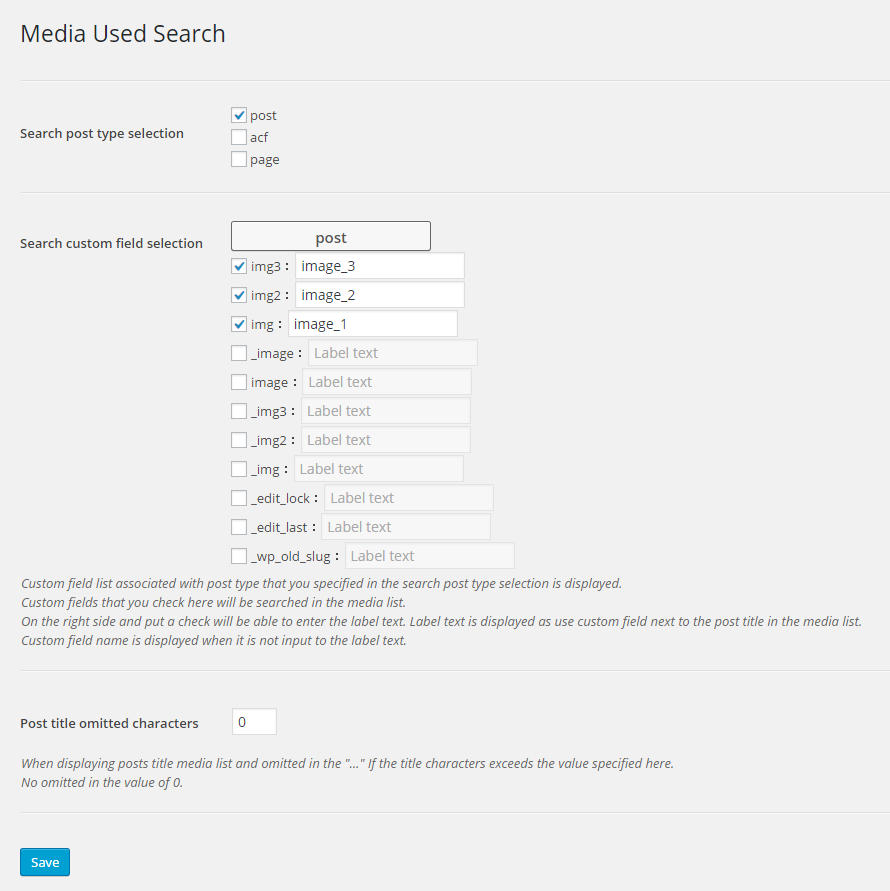 Media Used Search
Search post type selection
post
acf
page
Search custom field selection
post
img3 : image_3
img2 : image_2
img : image_1
_image : Label text
image : Label text
_img3 : Label text
_img2 : Label text
_img : Label text
_edit_lock : Label text
_edit_last : Label text
_wp_old_slug : Label text
Custom field list associated with post type that you specified in the search post type selection is displayed.
Custom fields that you check here will be searched in the media list.
On the right side and put a check will be able to enter the label text. Label text is displayed as use custom field next to the post title in the media list.
Custom field name is displayed when it is not input to the label text.
Post title omitted characters 0
When displaying posts title media list and omitted in the "..." If the title characters exceeds the value specified here.
No omitted in the value of 0.
Save